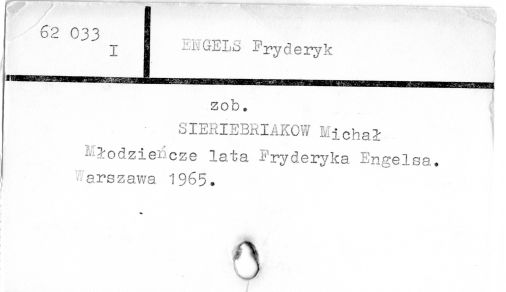 62 033
I
ENGELS Fryderyk
zob.
SIERIEBRIAKOW Michał
Młodzieńcze lata Fryderyka Engelsa.
Warszawa 1965.